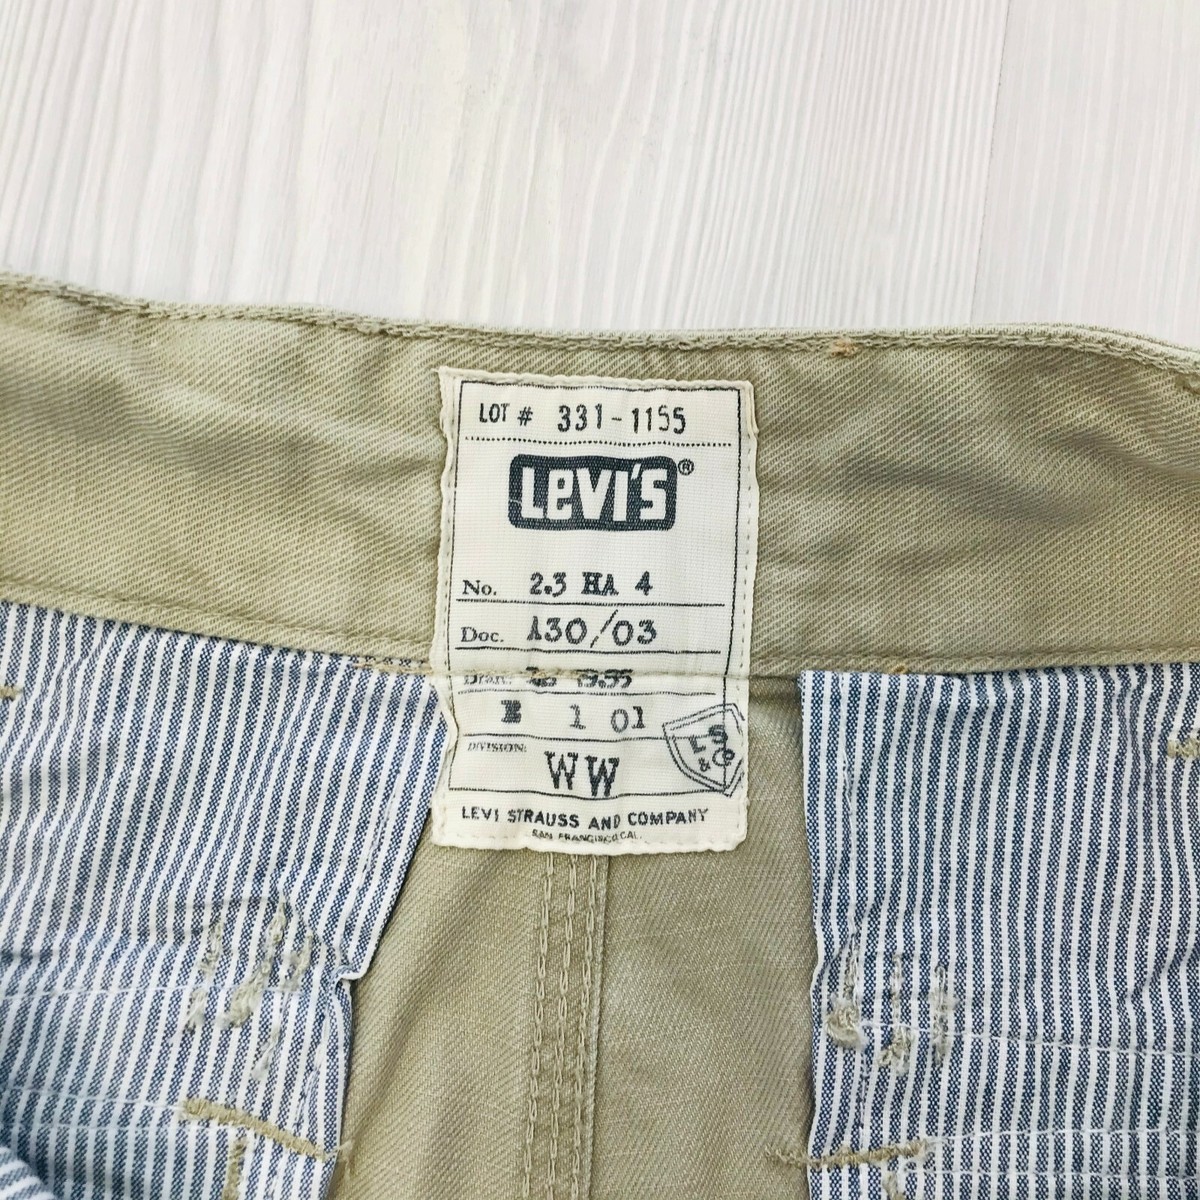 LOT # 331-1155
LEVI'S®
No. 2.3 HA 4
Doc. A30/03
E 1 01
LS
& Co
DIVISION:
WW
LEVI STRAUSS AND COMPANY
SAN FRANCISCO, CAL.